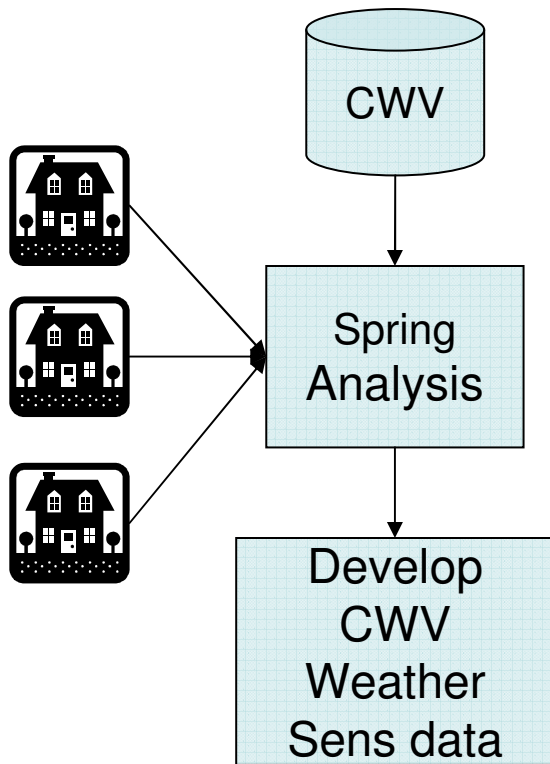 CWV
Spring
Analysis
Develop
CWV
Weather
Sens data